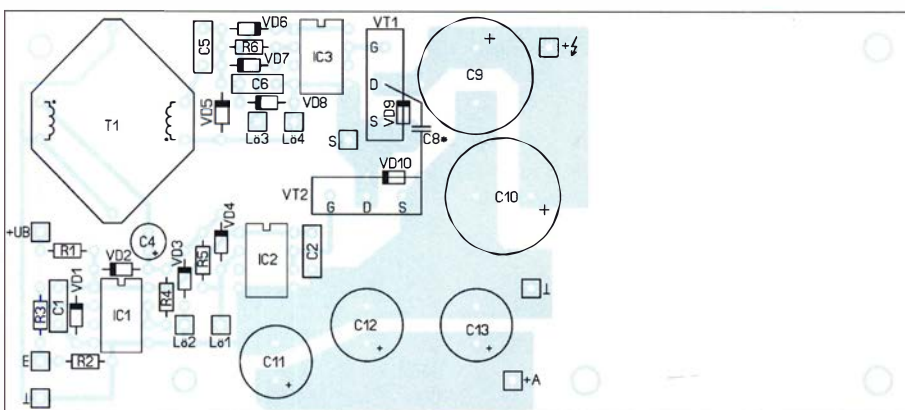 VD6
VT1
C5
R6
IC3
G
+
+
VD7
C9
C6
D
T1
VD5
VD8
VD9
S
C8*
Lö3
Lö4
S
VD10
VT2
C10
G
D
S
+
+UB
C4
+
VD4
R1
VD3
R5
IC2
C2
VD2
VD1
R3
C1
R4
IC1
⊥
Lö2
Lö1
C12
C13
E
R2
C11
+
+
+
+A
⊥